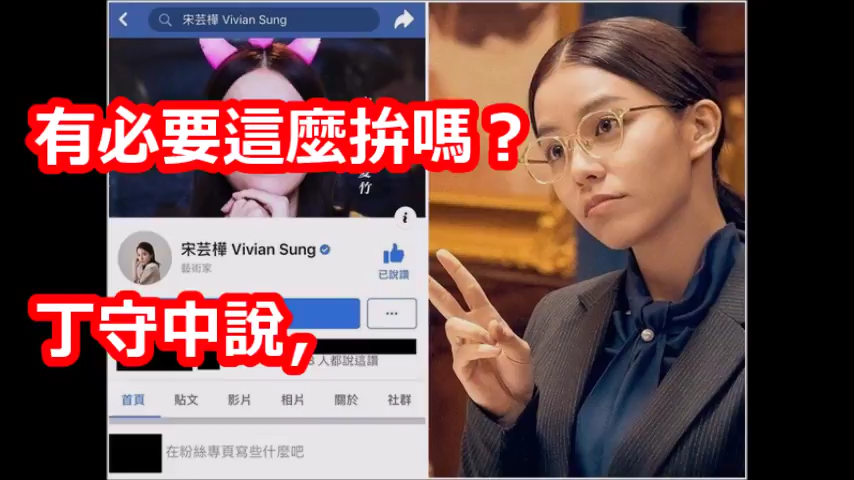 宋芸樺 Vivian Sung
有必要這麼拚嗎？
竹
宋芸樺 Vivian Sung
藝術家
已說讚
丁守中說,
人都說這讚
首頁 貼文 影片 相片 關於 社群
在粉絲專頁寫些什麼吧